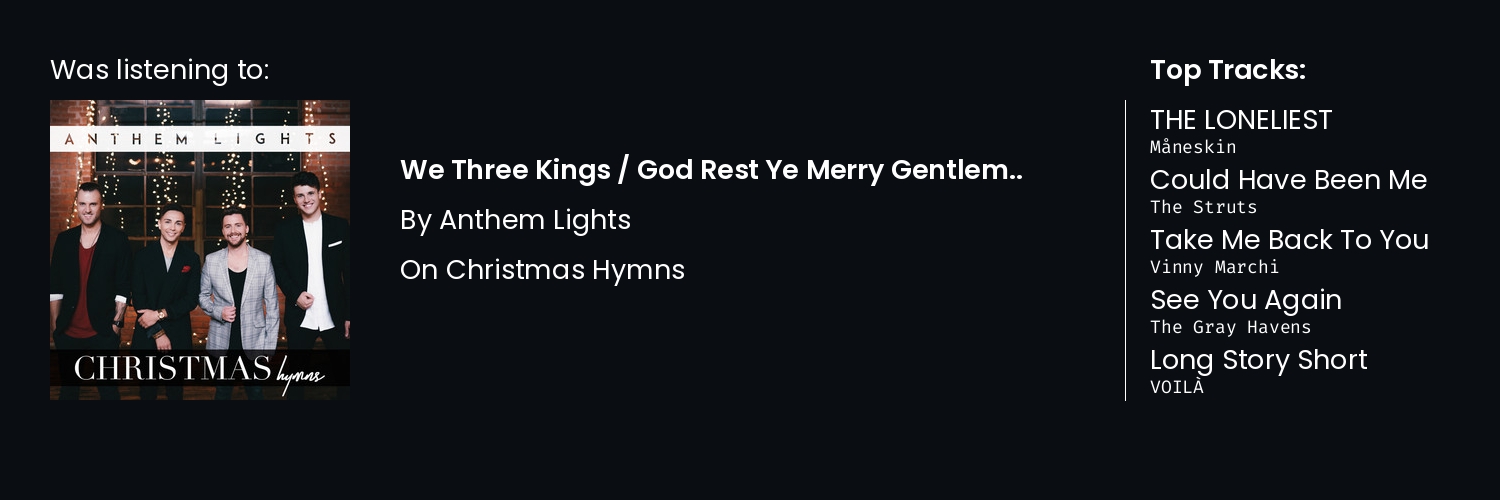 Was listening to:
ANTHEM LIGHTS
CHRISTMAS hymns
We Three Kings / God Rest Ye Merry Gentlem..
By Anthem Lights
On Christmas Hymns
Top Tracks:
THE LONELIEST
Måneskin
Could Have Been Me
The Struts
Take Me Back To You
Vinny Marchi
See You Again
The Gray Havens
Long Story Short
VOILÀ